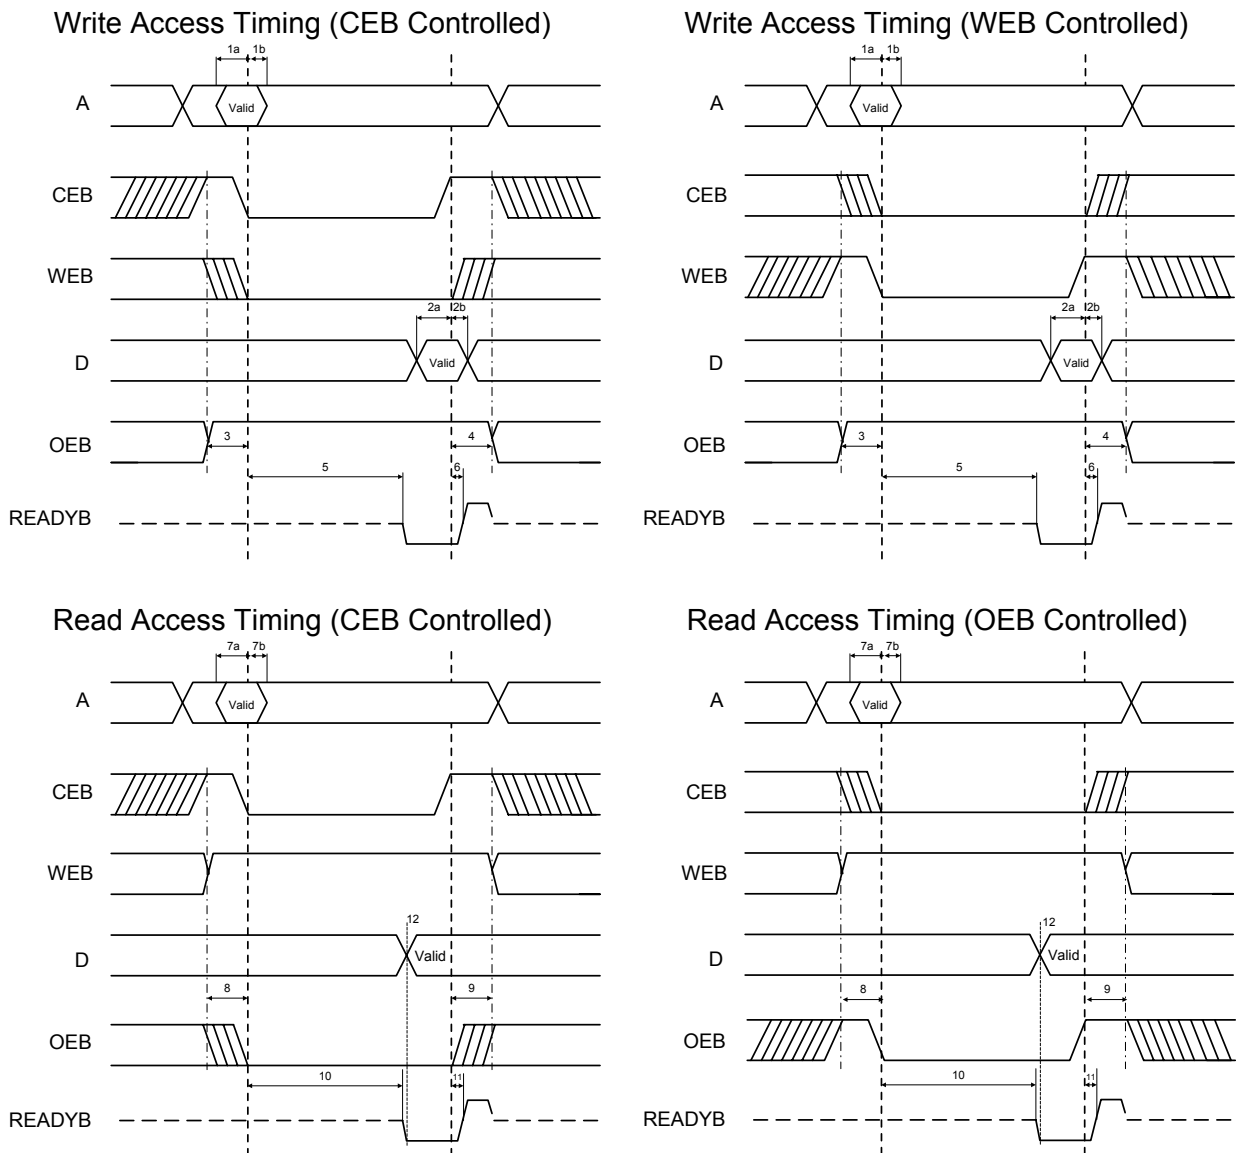 Write Access Timing (CEB Controlled)
1a 1b
A
Valid
CEB
WEB
2a 2b
D
Valid
OEB
3
4
5
6
READYB
Write Access Timing (WEB Controlled)
1a 1b
A
Valid
CEB
WEB
2a 2b
D
Valid
OEB
3
4
5
6
READYB
Read Access Timing (CEB Controlled)
7a 7b
A
Valid
CEB
WEB
12
D
Valid
8
9
OEB
10
11
READYB
Read Access Timing (OEB Controlled)
7a 7b
A
Valid
CEB
WEB
12
D
Valid
8
9
OEB
10
11
READYB